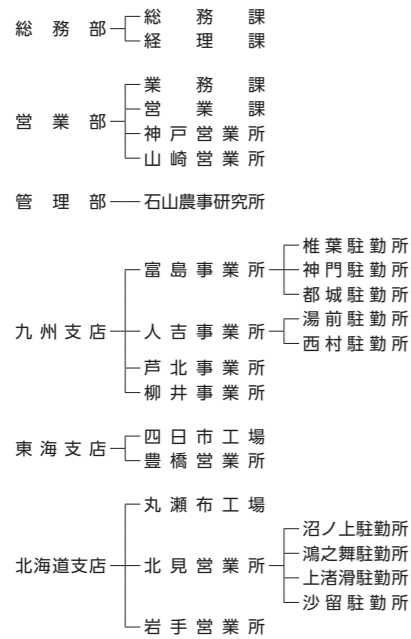 総務部
総務課
経理課
営業部
業務課
営業課
神戸営業所
山崎営業所
管理部
石山農事研究所
九州支店
富島事業所
椎葉駐勤所
神門駐勤所
都城駐勤所
人吉事業所
湯前駐勤所
西村駐勤所
芦北事業所
柳井事業所
東海支店
四日市工場
豊橋営業所
北海道支店
丸瀬布工場
北見営業所
沼ノ上駐勤所
鴻之舞駐勤所
上渚滑駐勤所
沙留駐勤所
岩手営業所